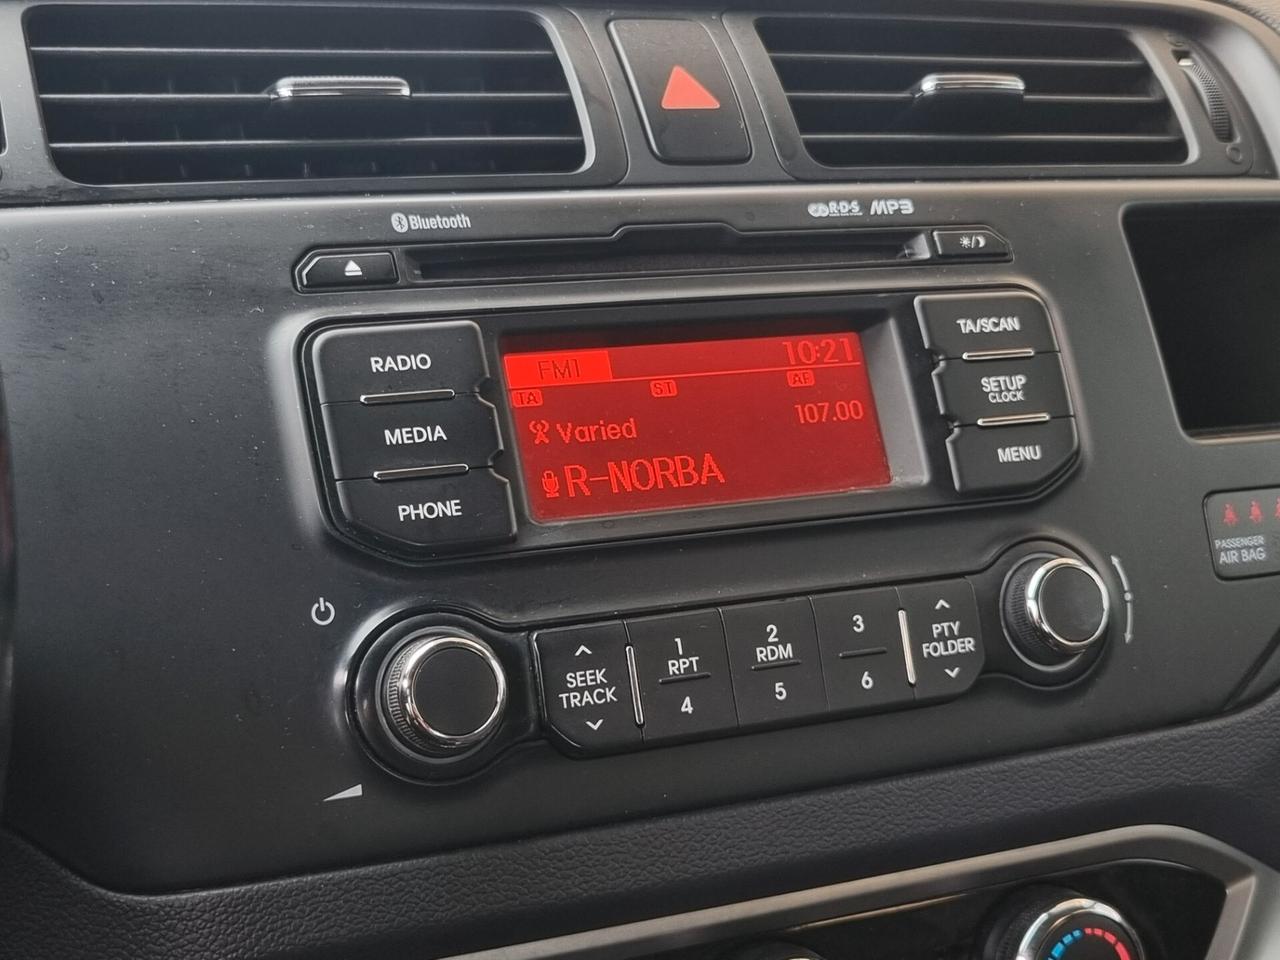 Bluetooth
R·D·S MP3
RADIO
MEDIA
PHONE
FM1
10:21
TA
ST
AF
107.00
Varied
R-NORBA
TA/SCAN
SETUP
CLOCK
MENU
PASSENGER
AIR BAG
SEEK
TRACK
1
RPT
4
2
RDM
5
3
6
PTY
FOLDER